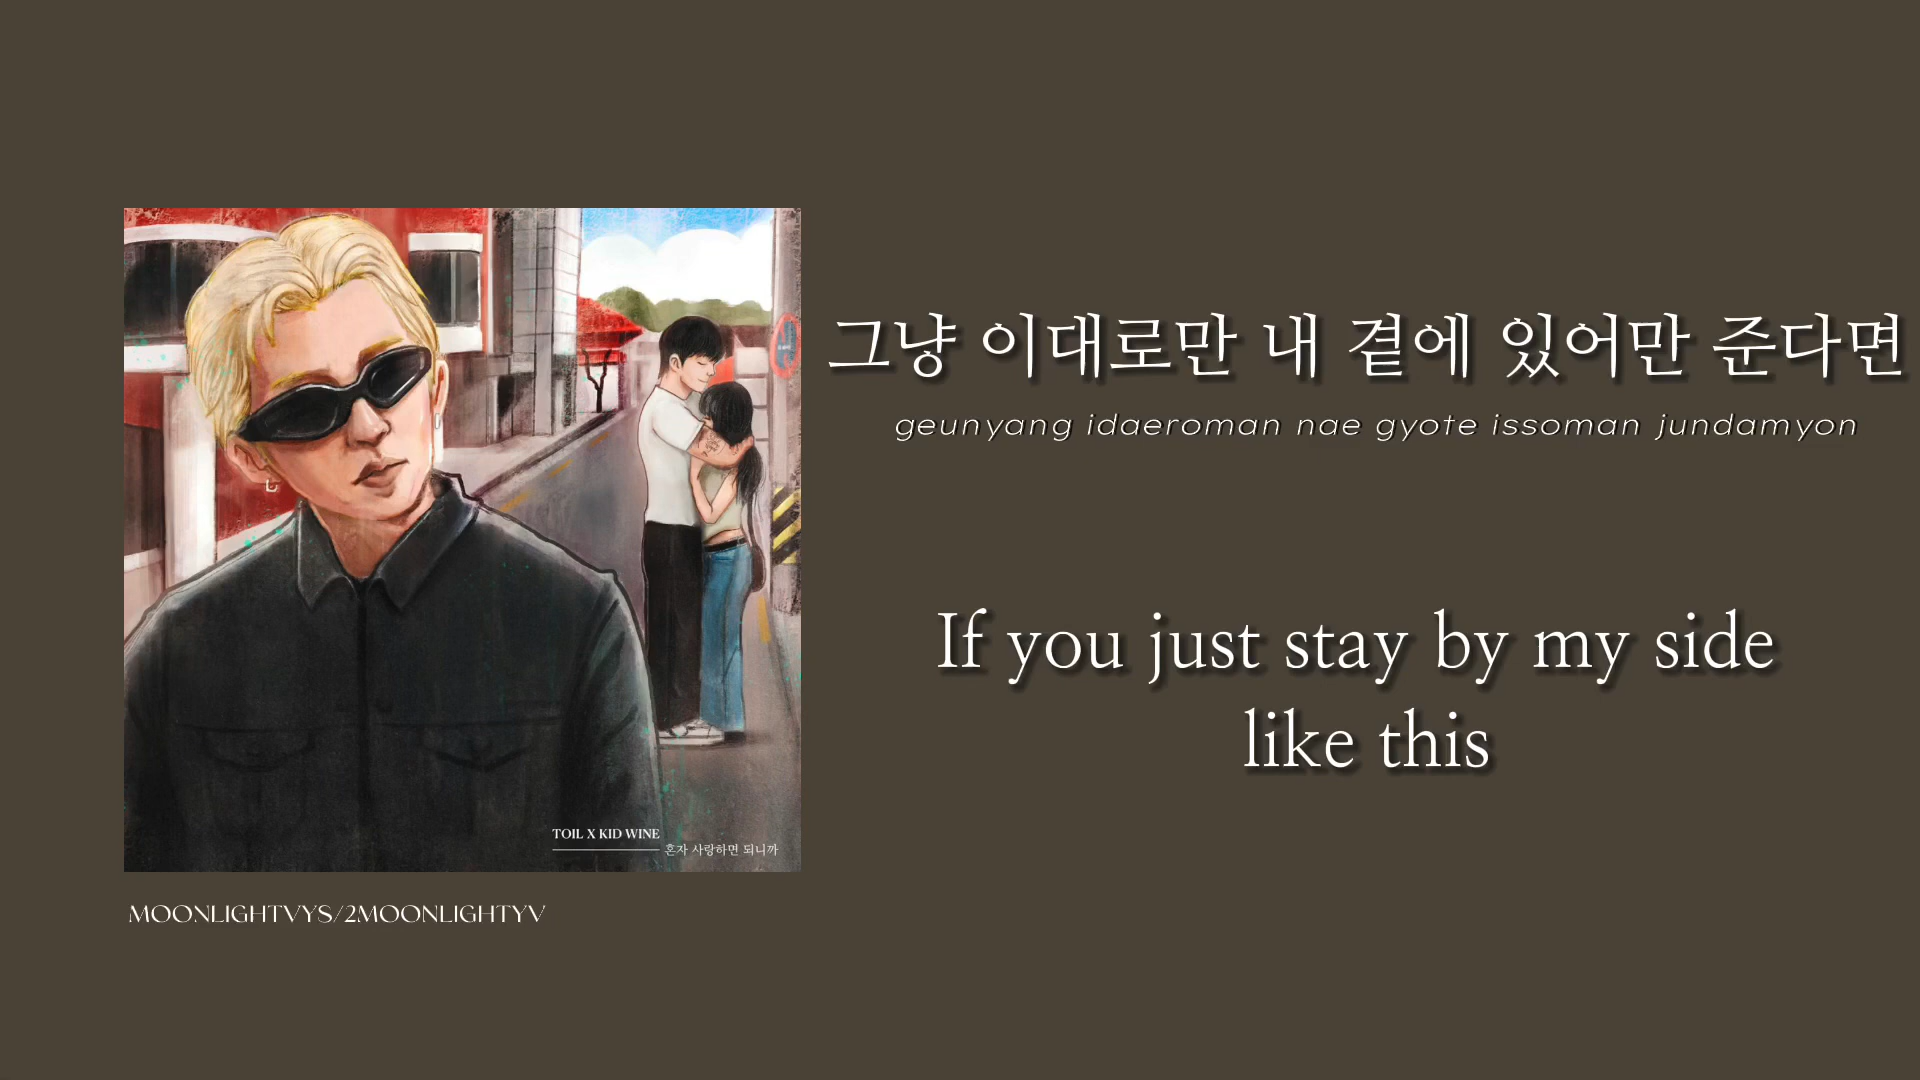 그냥 이대로만 내 곁에 있어만 준다면
geunyang idaeroman nae gyote issoman jundamyon
If you just stay by my side
like this
TOIL X KID WINE
혼자 사랑하면 되니까
MOONLIGHTVYS/2MOONLIGHTYV